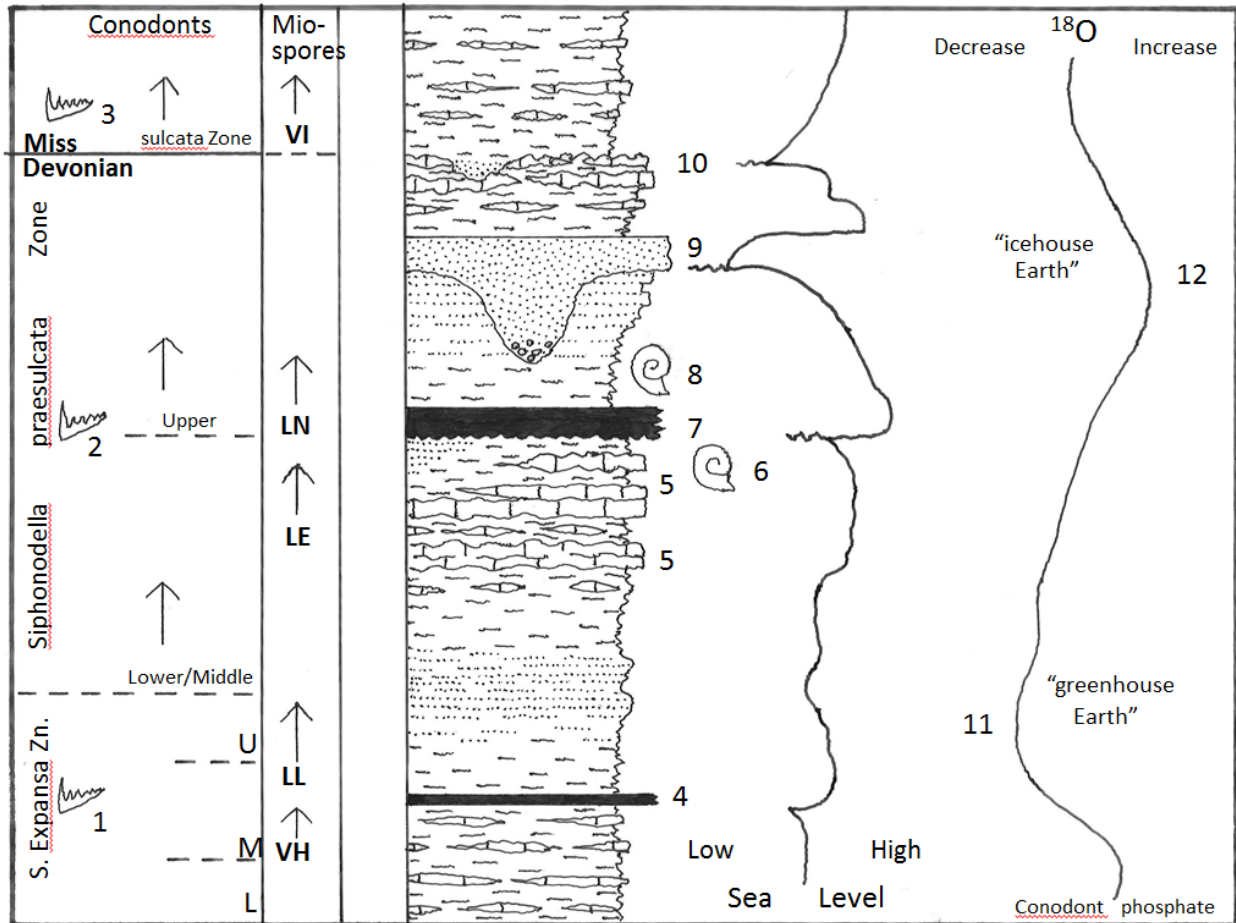 Conodonts
Mio-
spores
18O
Decrease
Increase
3
sulcata Zone
VI
Miss
Devonian
10
Zone
9
"icehouse
Earth"
12
praesulcata
8
Upper
2
LN
7
6
5
LE
5
Siphonodella
Lower/Middle
"greenhouse
Earth"
11
U
S. Expansa Zn.
LL
1
4
M
VH
Low
High
L
Sea Level
Conodont phosphate